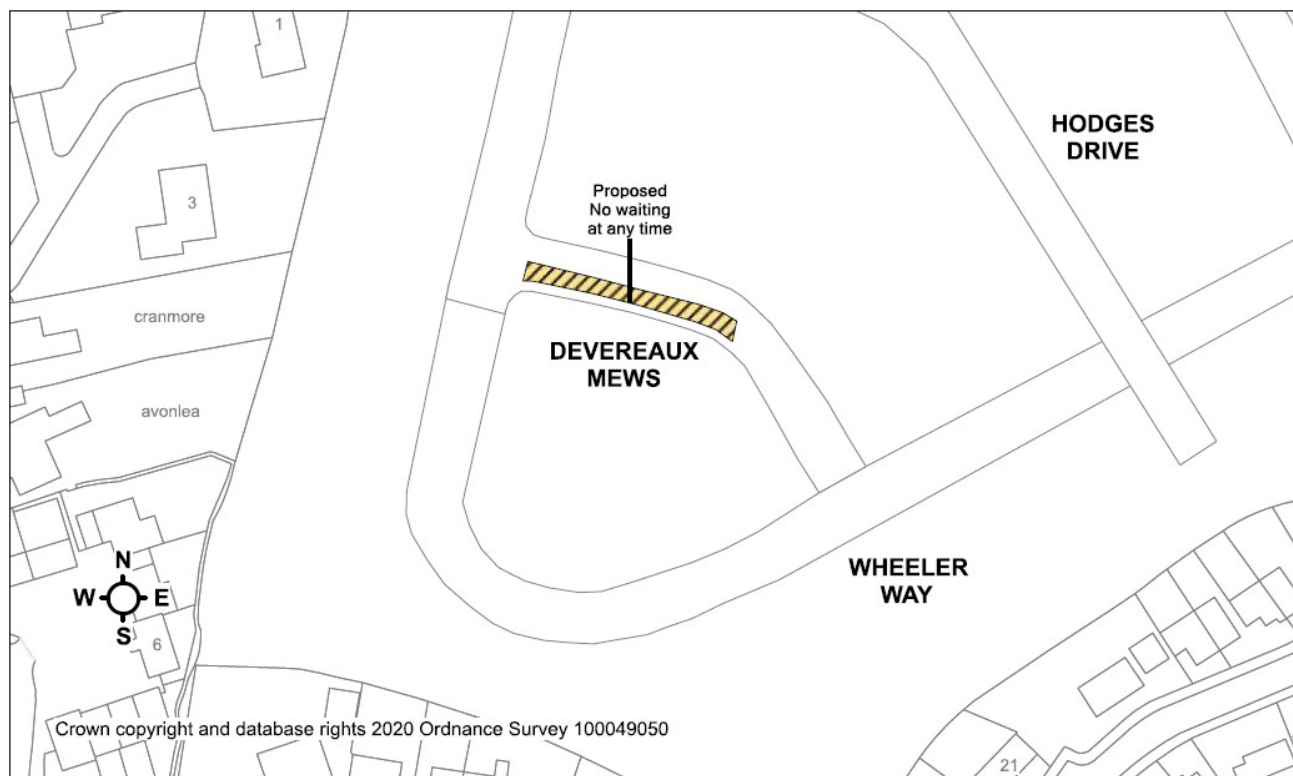 1
HODGES
DRIVE
Proposed
No waiting
at any time
3
cranmore
DEVEREAUX
MEWS
avonlea
N
W
E
S
6
WHEELER
WAY
Crown copyright and database rights 2020 Ordnance Survey 100049050
21